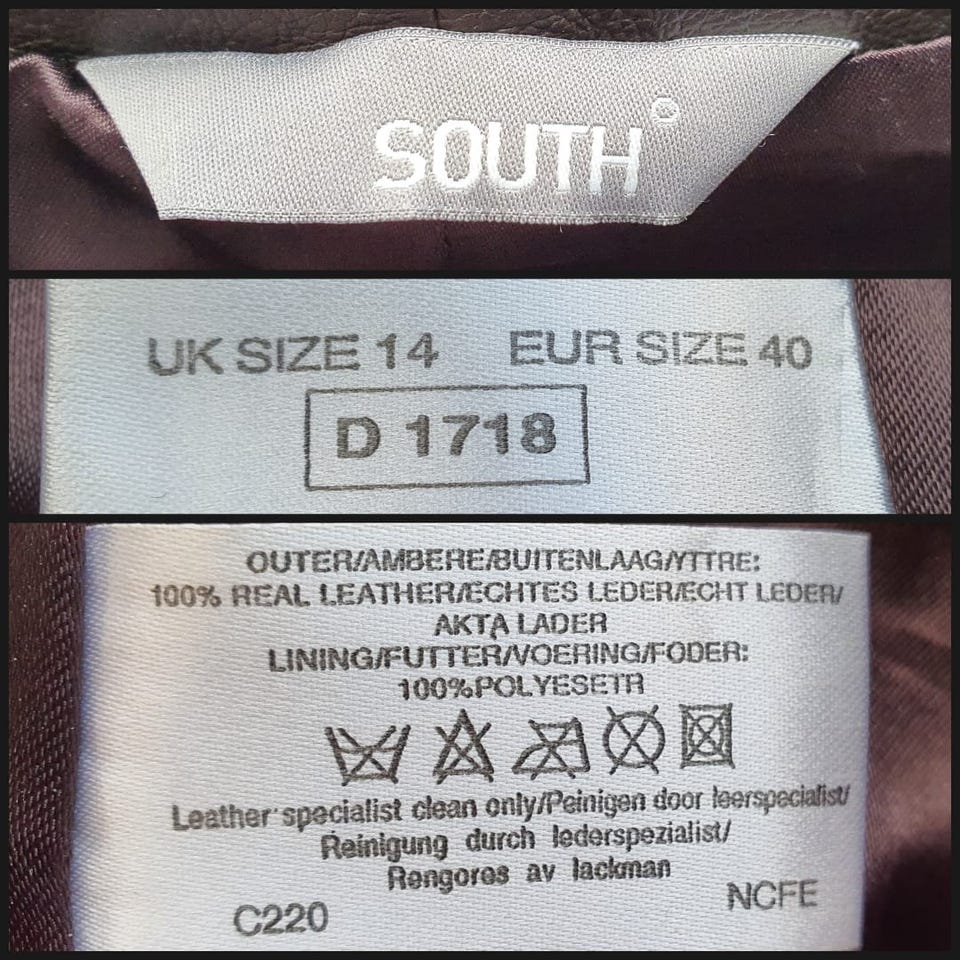 SOUTH°
UK SIZE 14 EUR SIZE 40
D 1718
OUTER/AMBERE/BUITENLAAG/YTTRE:
100% REAL LEATHER/ECHTES LEDER/ECHT LEDER/
AKTA LADER
LINING/FUTTER/VOERING/FODER:
100%POLYESETR
Leather specialist clean only/Peinigen door leerspecialist/
Reinigung durch lederspezialist/
Rengores av lackman
C220 NCFE